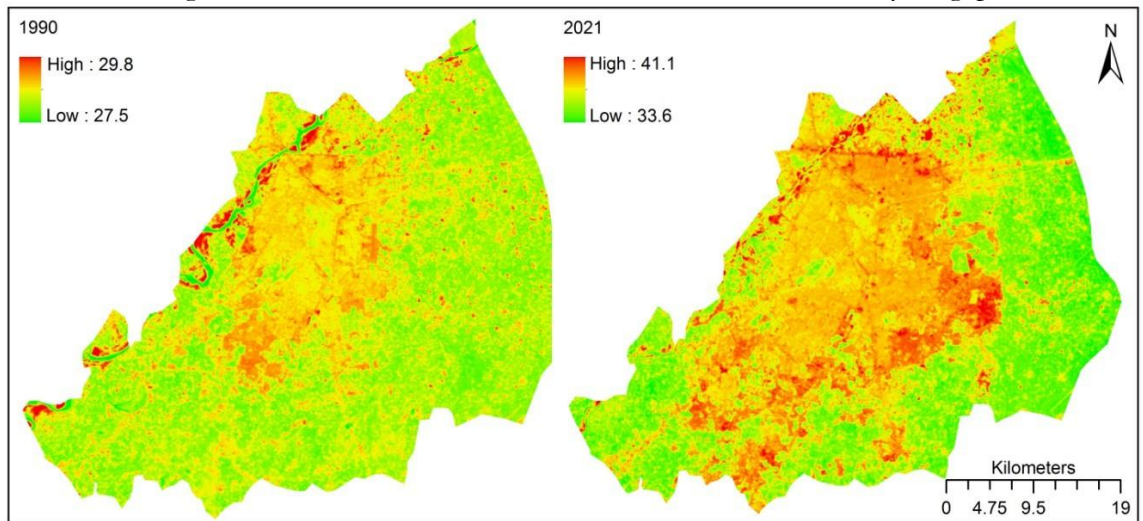 1990
High : 29.8
Low : 27.5
2021
High : 41.1
Low : 33.6
N
Kilometers
0 4.75 9.5 19